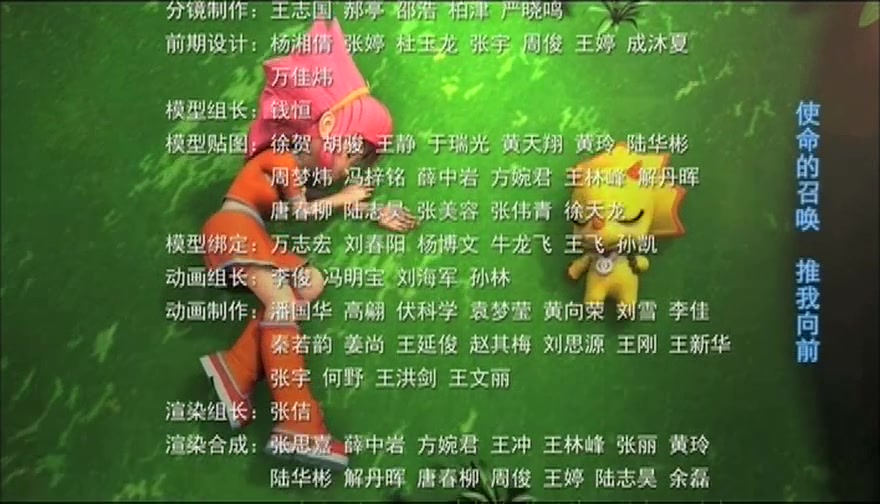 分镜制作：王志国 郝亭 邵浩 柏津 严晓鸣
前期设计：杨湘倩 张婷 杜玉龙 张宇 周俊 王婷 成沐夏
万佳炜
模型组长：钱恒
模型贴图：徐贺 胡骏 王静 于瑞光 黄天翔 黄玲 陆华彬
周梦炜 冯梓铭 薛中岩 方婉君 王林峰 解丹晖
唐春柳 陆志昊 张美容 张伟青 徐天龙
模型绑定：万志宏 刘春阳 杨博文 牛龙飞 王飞 孙凯
动画组长：李俊 冯明宝 刘海军 孙林
动画制作：潘国华 高翩 伏科学 袁梦莹 黄向荣 刘雪 李佳
秦若韵 姜尚 王延俊 赵其梅 刘思源 王刚 王新华
张宇 何野 王洪剑 王文丽
渲染组长：张佶
渲染合成：张思嘉 薛中岩 方婉君 王冲 王林峰 张丽 黄玲
陆华彬 解丹晖 唐春柳 周俊 王婷 陆志昊 余磊
使命的召唤 推我向前